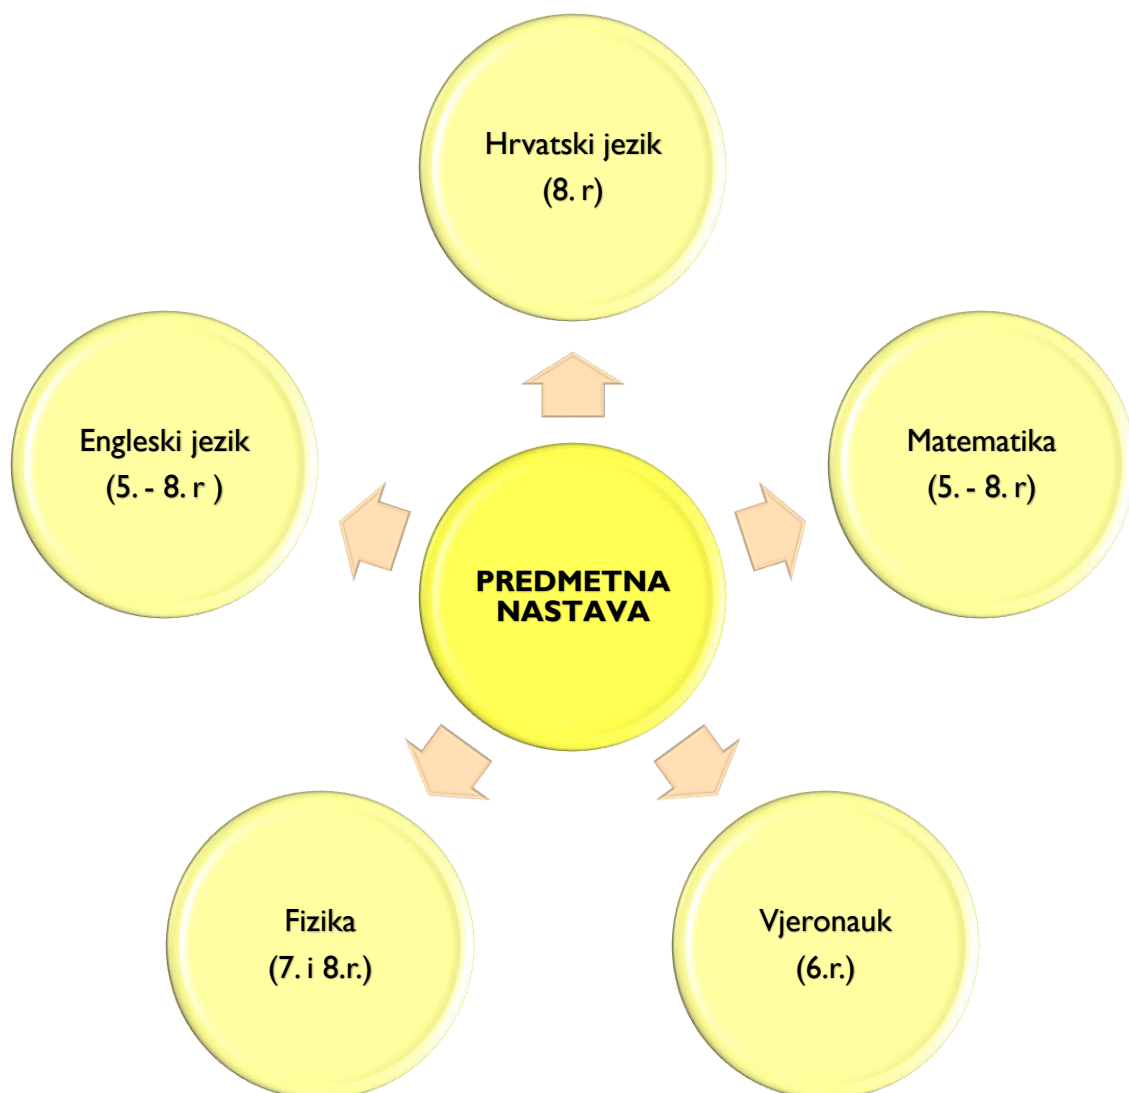 Hrvatski jezik
(8. r)
Engleski jezik
(5. - 8. r )
Matematika
(5. - 8. r)
PREDMETNA
NASTAVA
Fizika
(7. i 8.r.)
Vjeronauk
(6.r.)